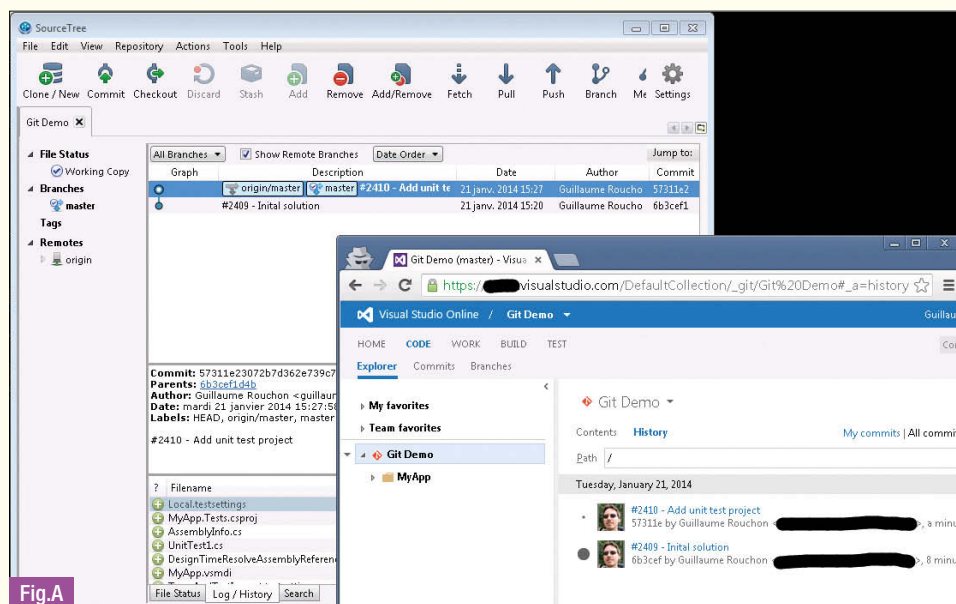 SourceTree
File Edit View Repository Actions Tools Help
Clone / New Commit Checkout Discard Stash Add Remove Add/Remove Fetch Pull Push Branch Me Settings
Git Demo
File Status
Working Copy
Branches
master
Tags
Remotes
origin
All Branches Show Remote Branches Date Order Jump to:
Graph Description Date Author Commit
origin/master master #2410 - Add unit te 21 janv. 2014 15:27 Guillaume Roucho 57311e2
#2409 - Inital solution 21 janv. 2014 15:20 Guillaume Roucho 6b3cef1
Commit: 57311e23072b7d362e739c7
Parents: 6b3cef1d4b
Author: Guillaume Rouchon <guillaur
Date: mardi 21 janvier 2014 15:27:58
Labels: HEAD, origin/master, master
#2410 - Add unit test project
? Filename
Local.testsettings
MyApp.Tests.csproj
AssemblyInfo.cs
UnitTest1.cs
DesignTimeResolveAssemblyReferen
MyApp.vsmdi
File Status Log / History Search
Git Demo (master) - Visua
https:// visualstudio.com/DefaultCollection/_git/Git%20Demo#_a=history
Visual Studio Online / Git Demo Guillau
HOME CODE WORK BUILD TEST
Explorer Commits Branches
My favorites
Team favorites
Git Demo
MyApp
Git Demo
Contents History My commits | All commit
Path /
Tuesday, January 21, 2014
#2410 - Add unit test project
57311e by Guillaume Rouchon < >, a minu
#2409 - Inital solution
6b3cef by Guillaume Rouchon < >, 8 minu
Fig.A